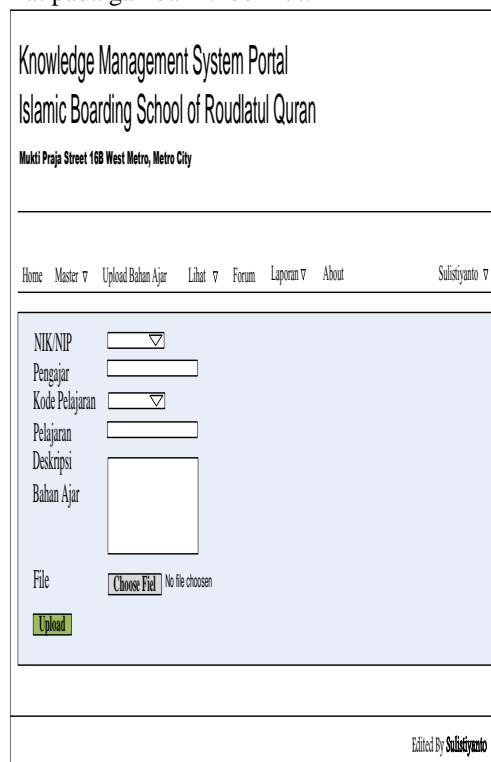 Knowledge Management System Portal
Islamic Boarding School of Roudlatul Quran
Mukti Praja Street 16B West Metro, Metro City
Home Master ▽ Upload Bahan Ajar Lihat ▽ Forum Laporan ▽ About Sulistiyanto ▽
NIK/NIP
Pengajar
Kode Pelajaran
Pelajaran
Deskripsi
Bahan Ajar
File Choose Fiel No file choosen
Upload
Edited By Sulistiyanto